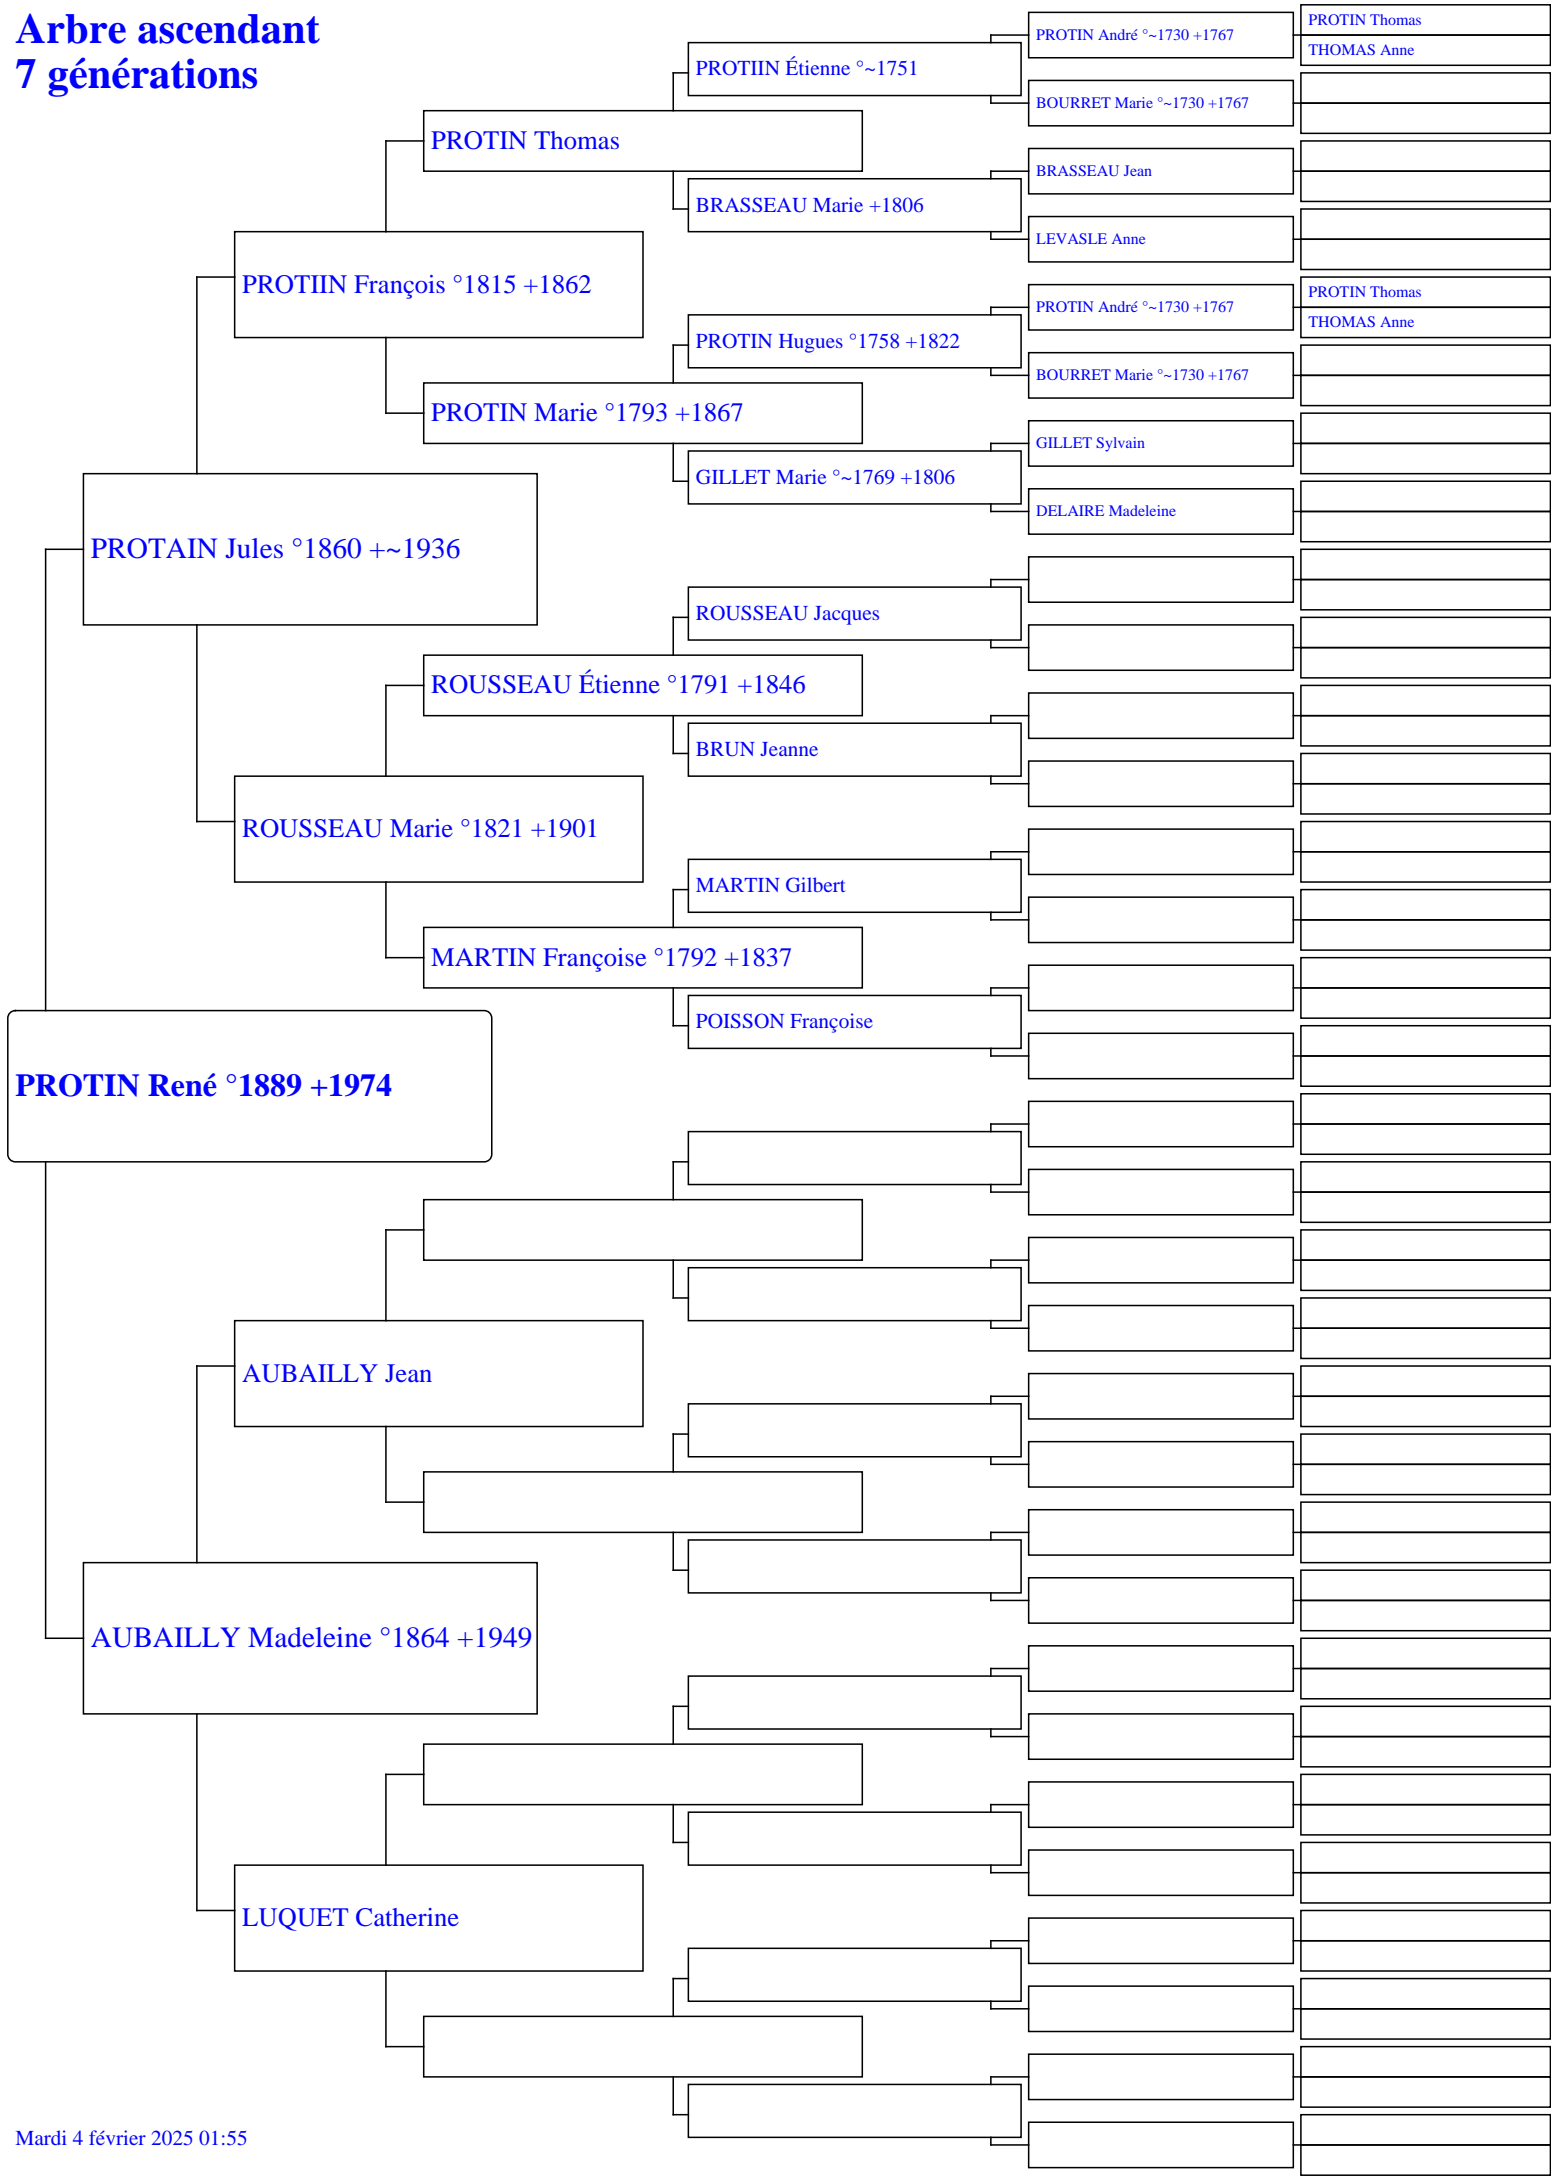 Arbre ascendant
7 générations
PROTIN Thomas
THOMAS Anne
PROTIN André °~1730 +1767
PROTIIN Étienne °~1751
BOURRET Marie °~1730 +1767
PROTIN Thomas
BRASSEAU Jean
BRASSEAU Marie +1806
LEVASLE Anne
PROTIIN François °1815 +1862
PROTIN Thomas
THOMAS Anne
PROTIN André °~1730 +1767
PROTIN Hugues °1758 +1822
BOURRET Marie °~1730 +1767
PROTIN Marie °1793 +1867
GILLET Sylvain
GILLET Marie °~1769 +1806
DELAIRE Madeleine
PROTAIN Jules °1860 +~1936
ROUSSEAU Jacques
ROUSSEAU Étienne °1791 +1846
BRUN Jeanne
ROUSSEAU Marie °1821 +1901
MARTIN Gilbert
MARTIN Françoise °1792 +1837
POISSON Françoise
PROTIN René °1889 +1974
AUBAILLY Jean
AUBAILLY Madeleine °1864 +1949
LUQUET Catherine
Mardi 4 février 2025 01:55